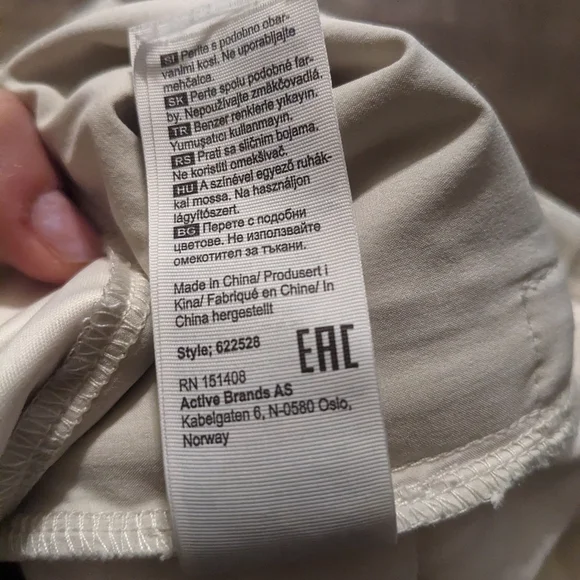 SI Perite s podobno obar-
vanimi kosi. Ne uporabljajte
mehčalca.
SK Perte spolu podobné far-
by. Nepoužívajte zmäkčovadiá.
TR Benzer renklerle yıkayın.
Yumuşatıcı kullanmayın.
RS Prati sa sličnim bojama.
Ne koristiti omekšivač.
HU A színével egyező ruhák-
kal mossa. Na használjon
lágyítószert.
BG Перете с подобни
цветове. Не използвайте
омекотител за тъкани.
Made in China/ Produsert i
Kina/ Fabriqué en Chine/ In
China hergestellt
Style; 622528
EAC
RN 151408
Active Brands AS
Kabelgaten 6, N-0580 Oslo,
Norway